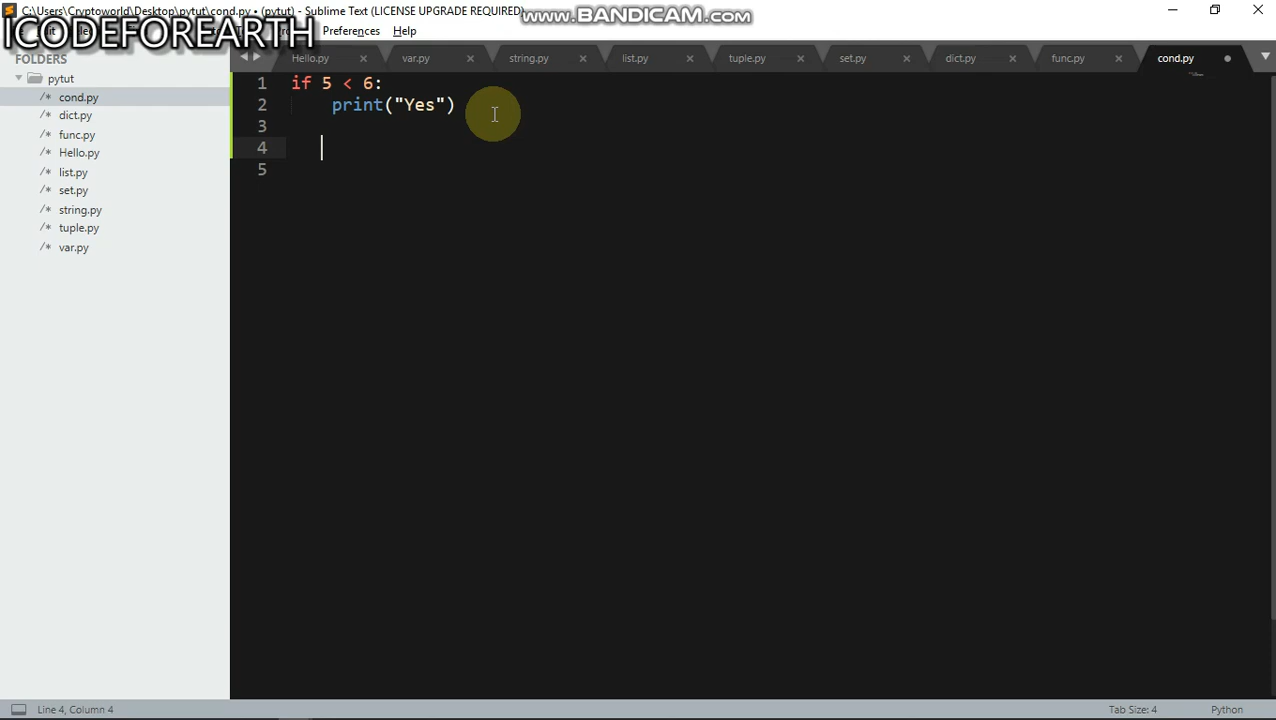 C:\Users\Cryptoworld\Desktop\pytut\cond.py • (pytut) - Sublime Text (LICENSE UPGRADE REQUIRED)
www.BANDICAM.com
ICODEFOREARTH
Preferences Help
FOLDERS
Hello.py var.py string.py list.py tuple.py set.py dict.py func.py cond.py
pytut
/* cond.py
/* dict.py
/* func.py
/* Hello.py
/* list.py
/* set.py
/* string.py
/* tuple.py
/* var.py
1 if 5 < 6:
2 print("Yes")
3
4
5
Line 4, Column 4 Tab Size: 4 Python